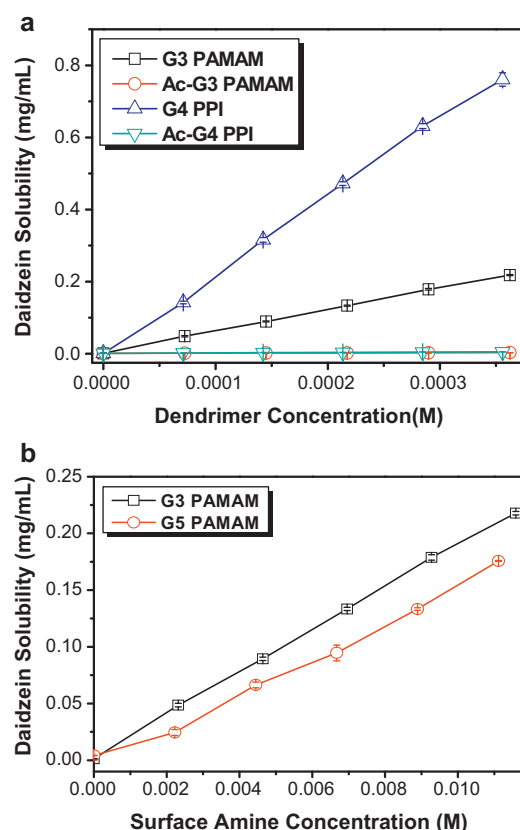 a
G3 PAMAM
Ac-G3 PAMAM
G4 PPI
Ac-G4 PPI
Daidzein Solubility (mg/mL)
0.8
0.6
0.4
0.2
0.0
0.0000 0.0001 0.0002 0.0003
Dendrimer Concentration(M)
b
G3 PAMAM
G5 PAMAM
Daidzein Solubility (mg/mL)
0.25
0.20
0.15
0.10
0.05
0.00
0.000 0.002 0.004 0.006 0.008 0.010
Surface Amine Concentration (M)